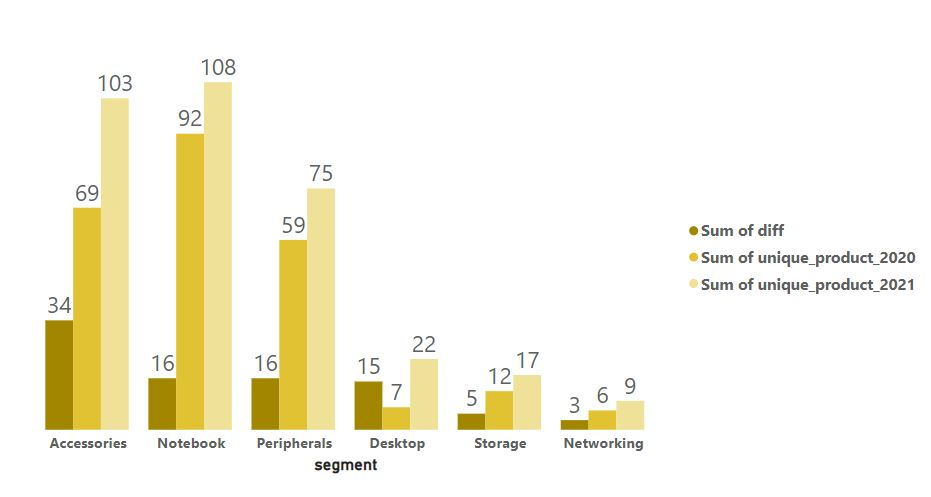 103
108
69
92
34
59
75
16
16
15
7
22
5
12
17
3
6
9
Accessories
Notebook
Peripherals
Desktop
Storage
Networking
segment
Sum of diff
Sum of unique_product_2020
Sum of unique_product_2021